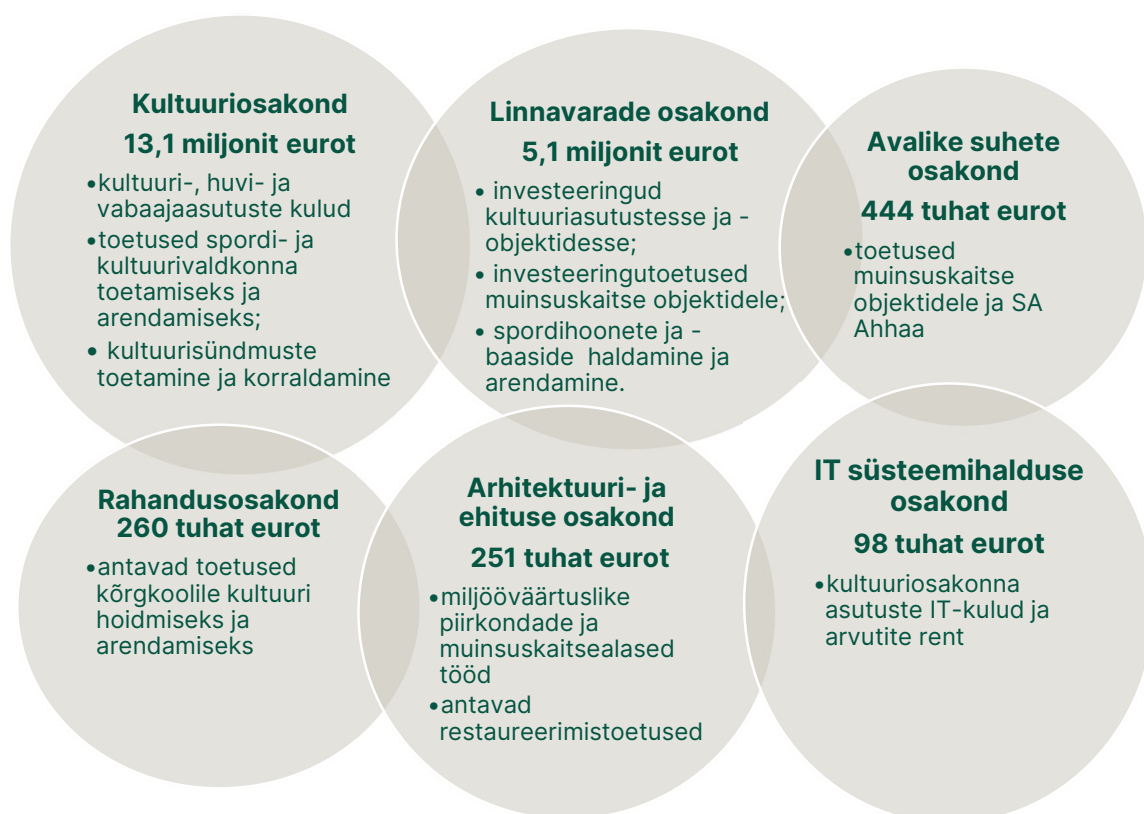 Kultuuriosakond
13,1 miljonit eurot
•kultuuri-, huvi- ja
vabaajaasutuste kulud
•toetused spordi- ja
kultuurivaldkonna
toetamiseks ja
arendamiseks;
• kultuurisündmuste
toetamine ja korraldamine
Linnavarade osakond
5,1 miljonit eurot
• investeeringud
kultuuriasutustesse ja -
objektidesse;
• investeeringutoetused
muinsuskaitse objektidele;
• spordihoonete ja -
baaside haldamine ja
arendamine.
Avalike suhete
osakond
444 tuhat eurot
•toetused
muinsuskaitse
objektidele ja SA
Ahhaa
Rahandusosakond
260 tuhat eurot
•antavad toetused
kõrgkoolile kultuuri
hoidmiseks ja
arendamiseks
Arhitektuuri- ja
ehituse osakond
251 tuhat eurot
•miljööväärtuslike
piirkondade ja
muinsuskaitsealased
tööd
•antavad
restaureerimistoetused
IT süsteemihalduse
osakond
98 tuhat eurot
•kultuuriosakonna
asutuste IT-kulud ja
arvutite rent